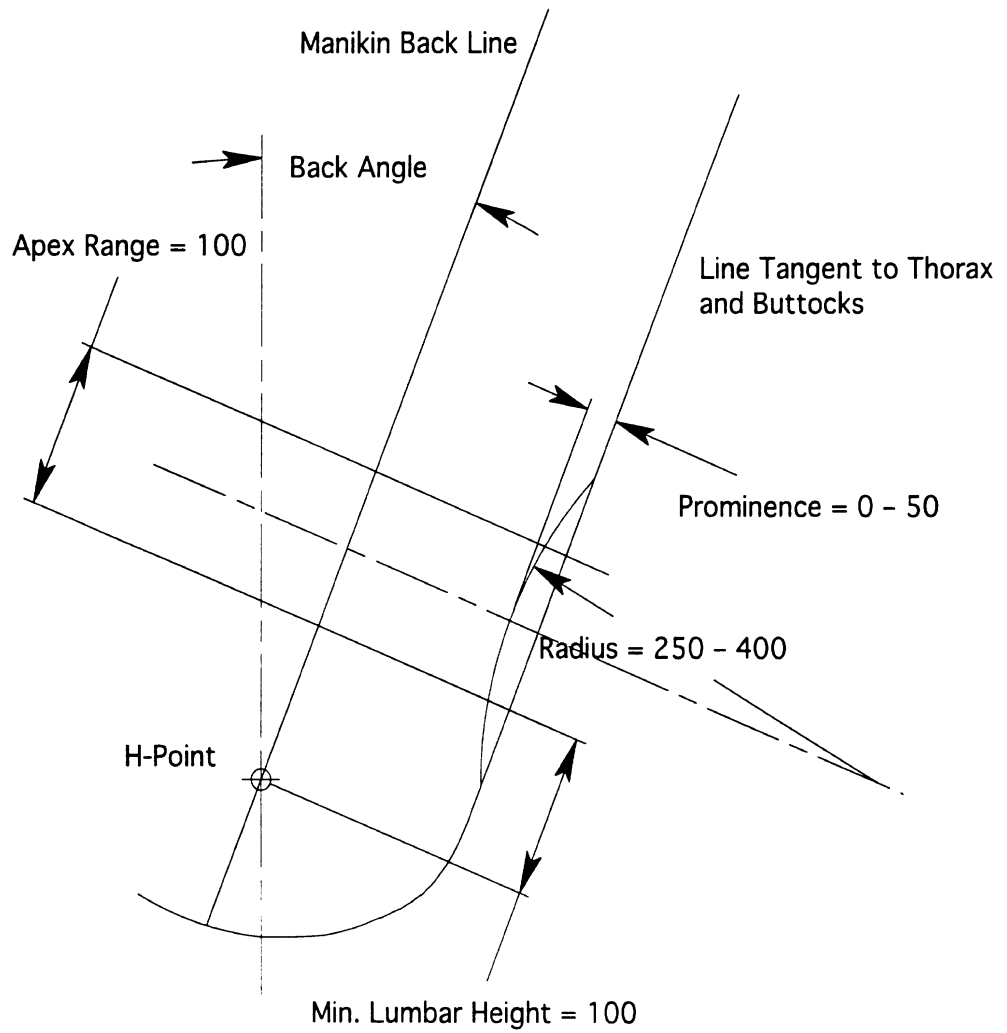 Manikin Back Line
Back Angle
Apex Range = 100
Line Tangent to Thorax
and Buttocks
Prominence = 0 – 50
Radius = 250 – 400
H-Point
Min. Lumbar Height = 100